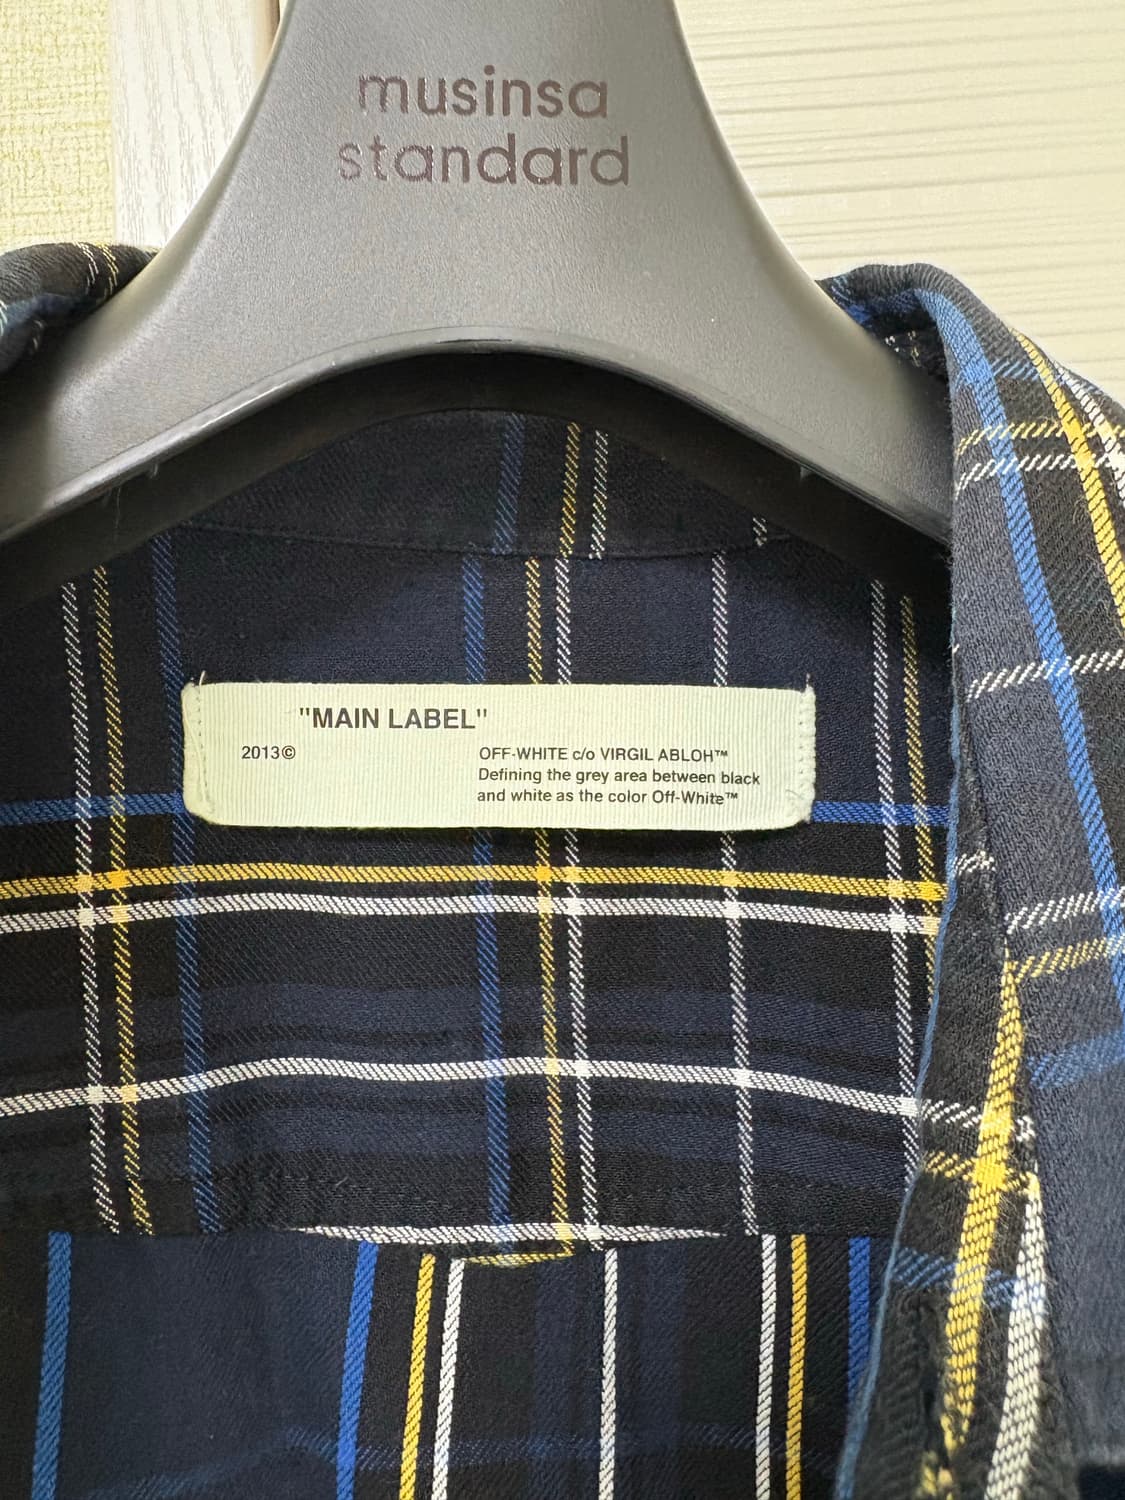 musinsa
standard
"MAIN LABEL"
2013©
OFF-WHITE c/o VIRGIL ABLOH™
Defining the grey area between black
and white as the color Off-White™